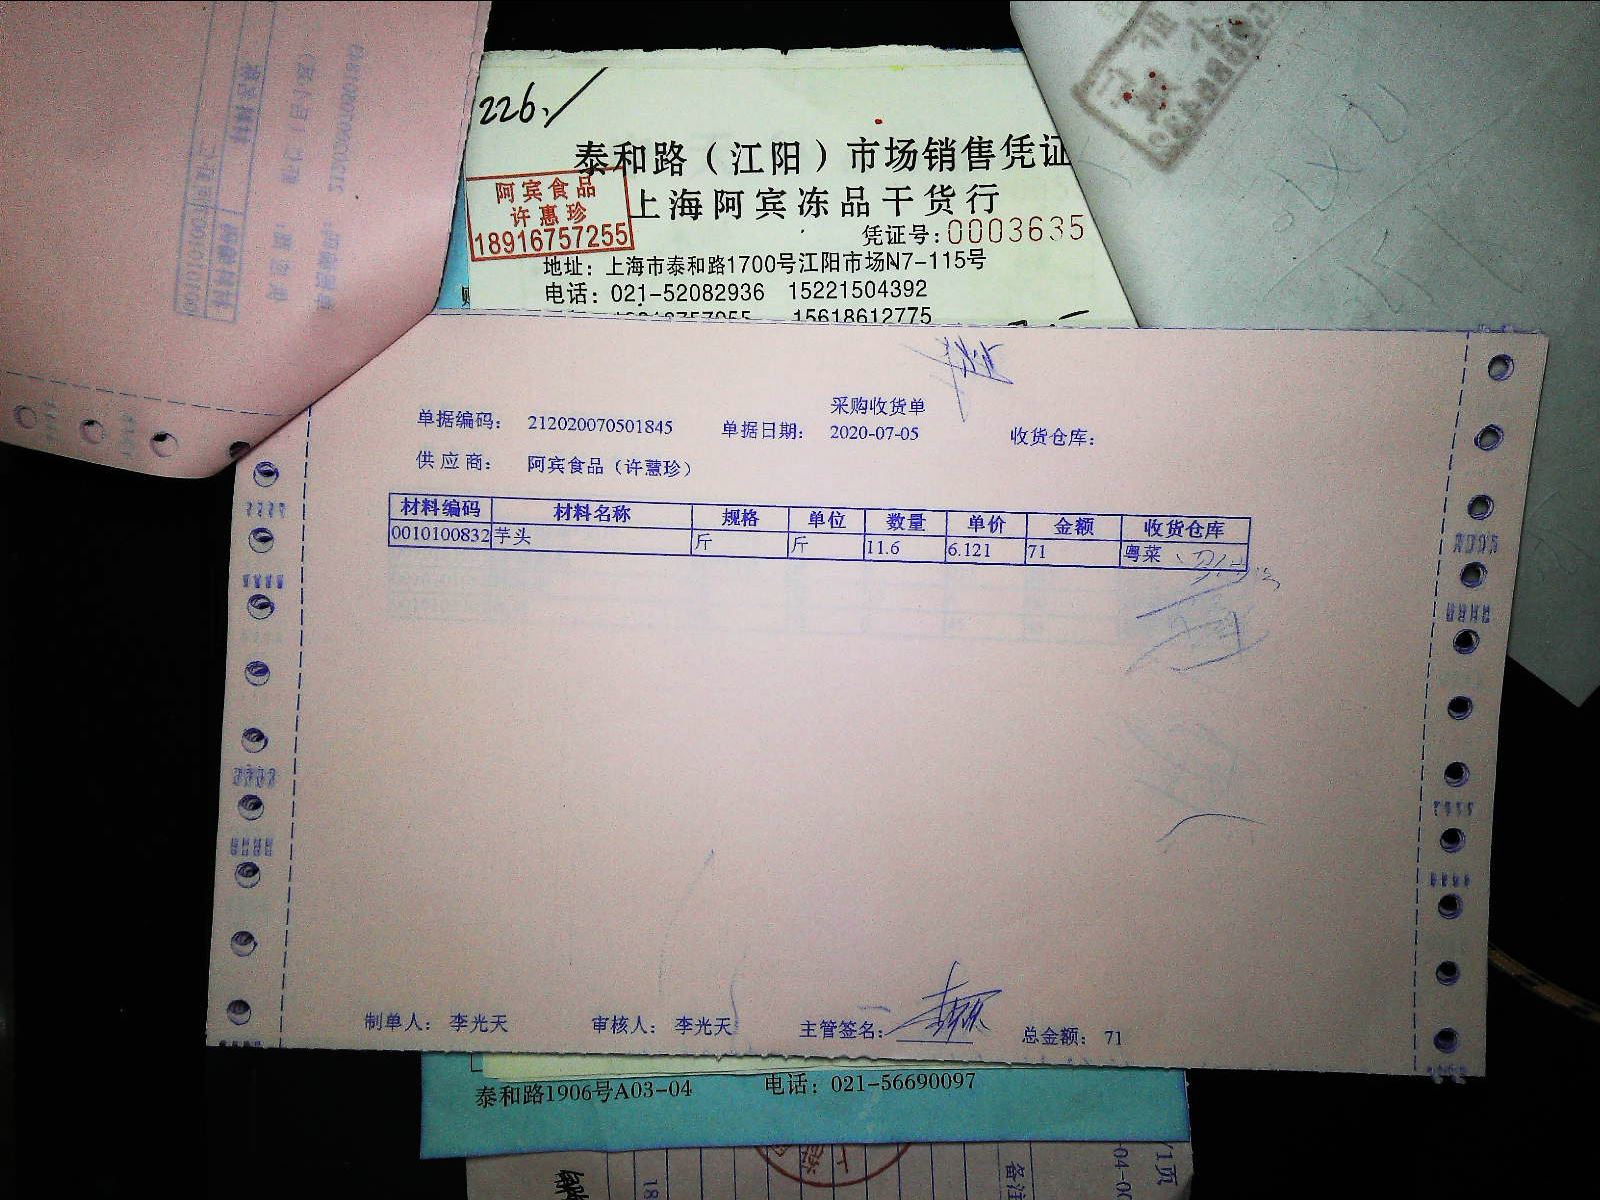 226./
泰和路（江阳）市场销售凭证
阿宾食品
许惠珍
18916757255
上海阿宾冻品干货行
凭证号:0003635
地址：上海市泰和路1700号江阳市场N7-115号
电话：021-52082936 15221504392
15618612775
采购收货单
单据编码： 212020070501845 单据日期： 2020-07-05 收货仓库：
供 应 商： 阿宾食品（许慧珍）
材料编码 材料名称 规格 单位 数量 单价 金额 收货仓库
0010100832 芋头 斤 斤 11.6 6.121 71 粤菜
制单人： 李光天 审核人： 李光天 主管签名： 总金额： 71
泰和路1906号A03-04 电话：021-56690097
备注